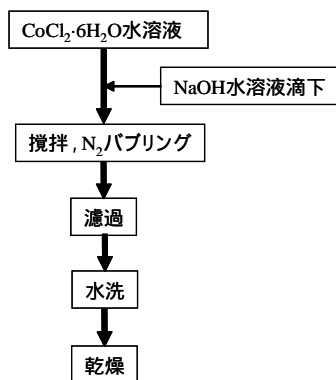 CoCl₂·6H₂O水溶液
NaOH水溶液滴下
攪拌, N₂バブリング
濾過
水洗
乾燥